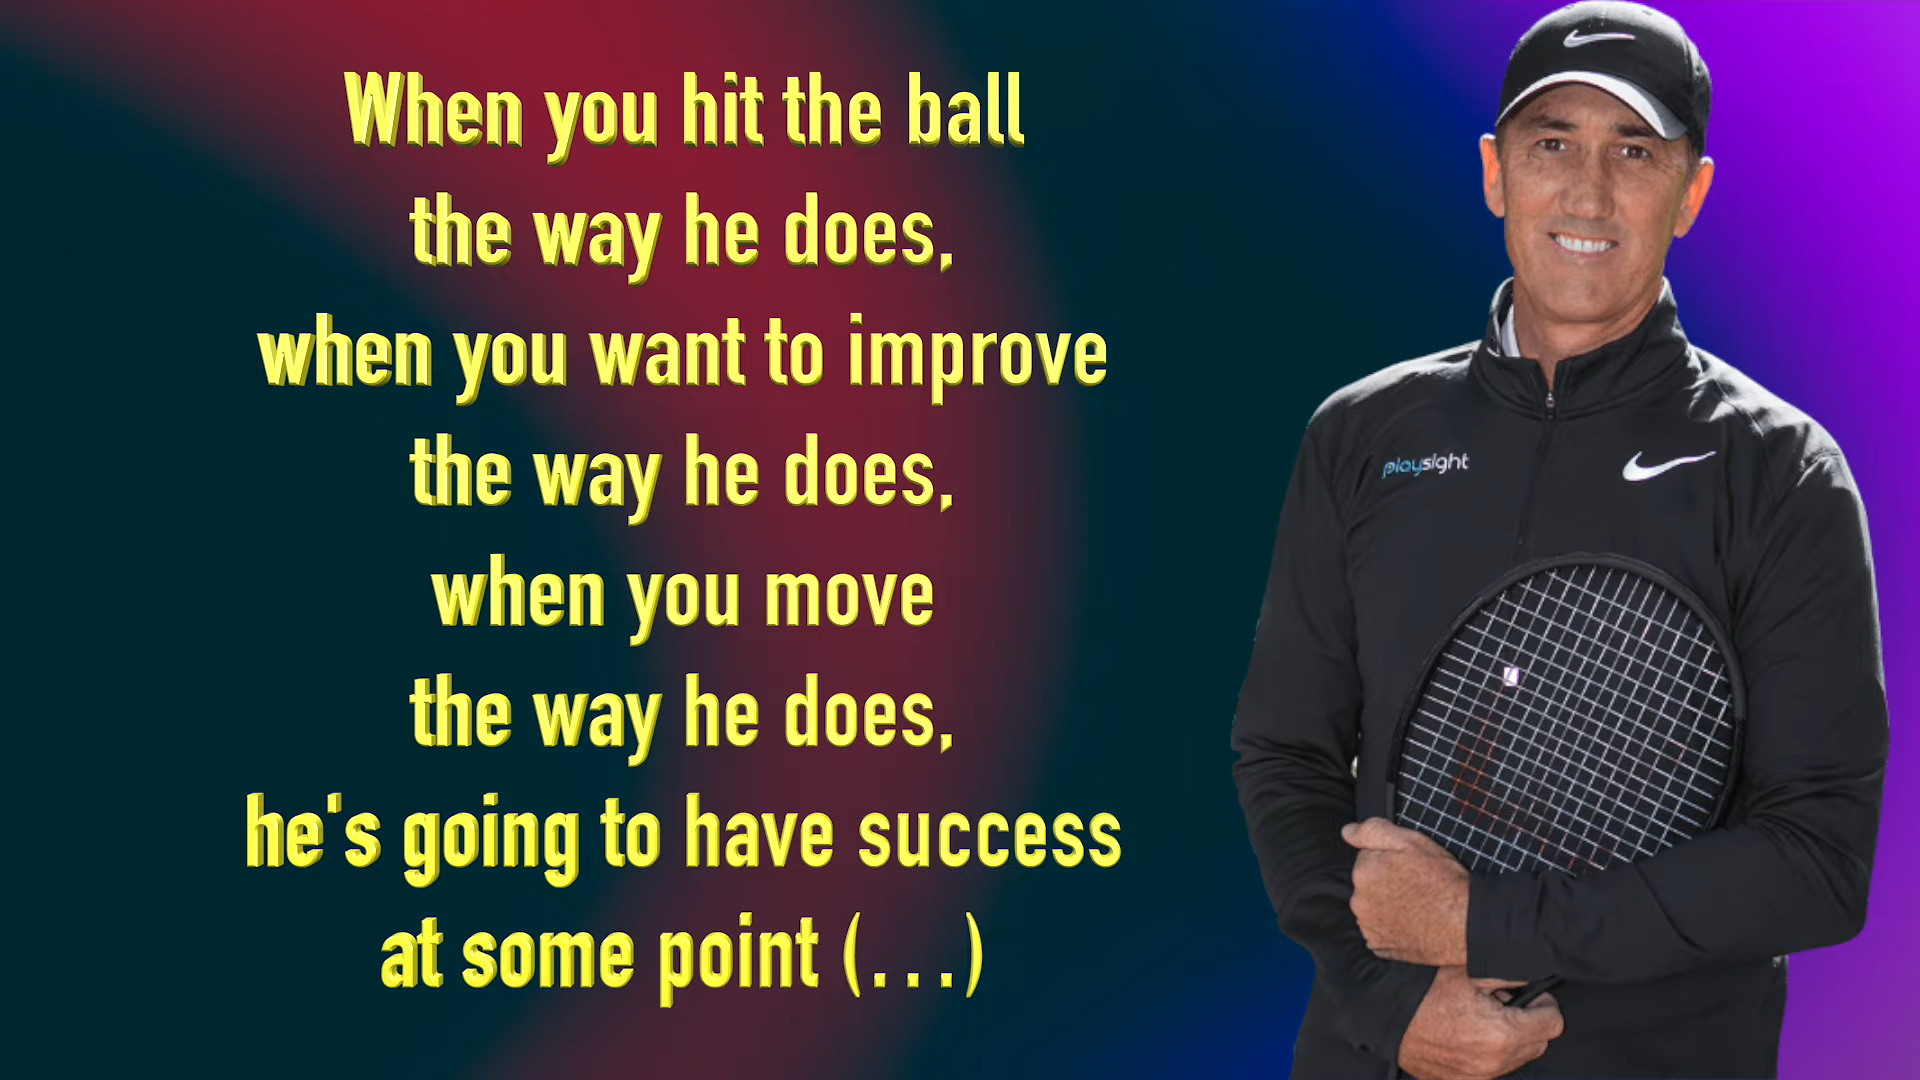 When you hit the ball
the way he does,
when you want to improve
the way he does,
when you move
the way he does,
he's going to have success
at some point (...)
playsight